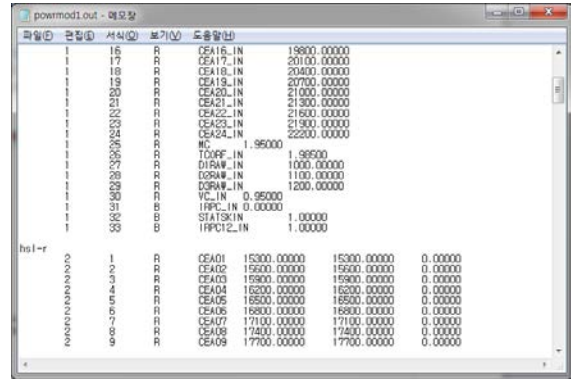 powrmod1.out - 메모장
파일(F) 편집(E) 서식(O) 보기(V) 도움말(H)
1 16 R CEA16_IN 19800.00000
1 17 R CEA17_IN 20100.00000
1 18 R CEA18_IN 20400.00000
1 19 R CEA19_IN 20700.00000
1 20 R CEA20_IN 21000.00000
1 21 R CEA21_IN 21300.00000
1 22 R CEA22_IN 21600.00000
1 23 R CEA23_IN 21900.00000
1 24 R CEA24_IN 22200.00000
1 25 R MC 1.95000
1 26 R TCORF_IN 1.98500
1 27 R D1RAW_IN 1000.00000
1 28 R D2RAW_IN 1100.00000
1 29 R D3RAW_IN 1200.00000
1 30 R VC_IN 0.95000
1 31 B IRPC_IN 0.00000
1 32 B STATSKIN 1.00000
1 33 B IRPC12_IN 1.00000
hsl-r
2 1 R CEA01 15300.00000 15300.00000 0.00000
2 2 R CEA02 15600.00000 15600.00000 0.00000
2 3 R CEA03 15900.00000 15900.00000 0.00000
2 4 R CEA04 16200.00000 16200.00000 0.00000
2 5 R CEA05 16500.00000 16500.00000 0.00000
2 6 R CEA06 16800.00000 16800.00000 0.00000
2 7 R CEA07 17100.00000 17100.00000 0.00000
2 8 R CEA08 17400.00000 17400.00000 0.00000
2 9 R CEA09 17700.00000 17700.00000 0.00000